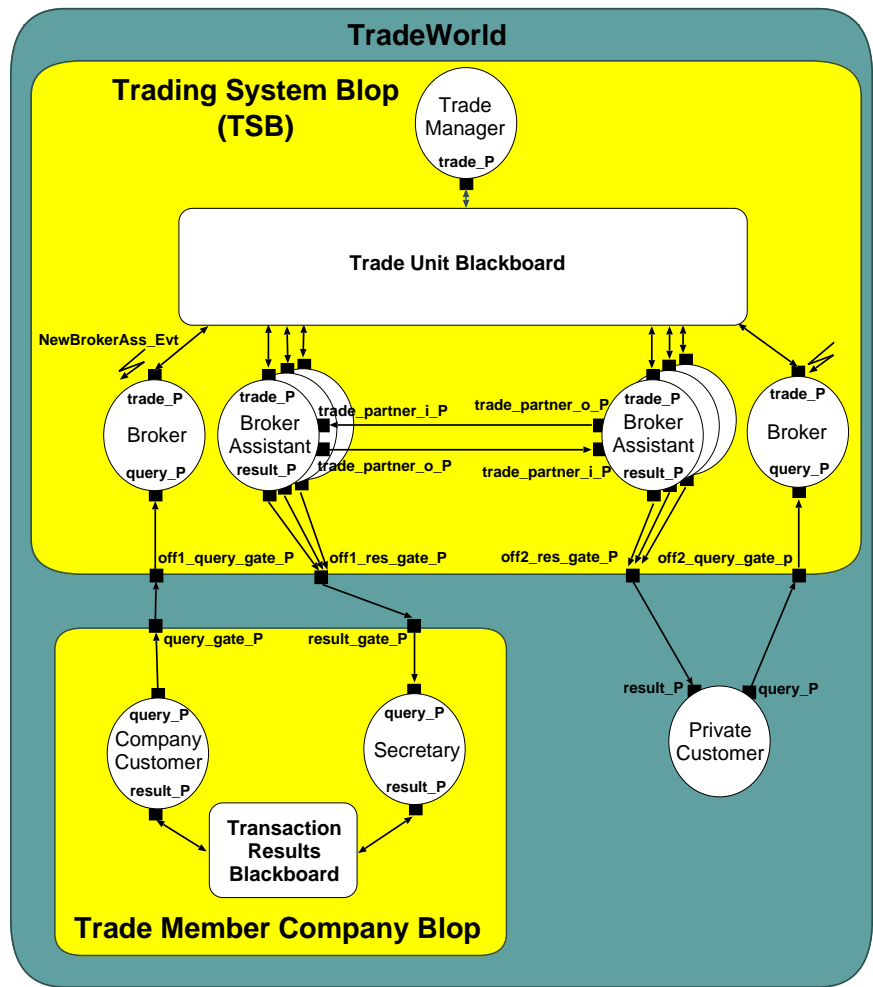 TradeWorld
Trading System Blop
(TSB)
Trade
Manager
trade_P
Trade Unit Blackboard
NewBrokerAss_Evt
trade_P
Broker
query_P
trade_P
Broker
Assistant
result_P
trade_partner_i_P
trade_partner_o_P
trade_partner_o_P
trade_partner_i_P
trade_P
Broker
Assistant
result_P
trade_P
Broker
query_P
off1_query_gate_P
off1_res_gate_P
off2_res_gate_P
off2_query_gate_p
query_gate_P
result_gate_P
query_P
Company
Customer
result_P
query_P
Secretary
result_P
result_P
query_P
Private
Customer
Transaction
Results
Blackboard
Trade Member Company Blop